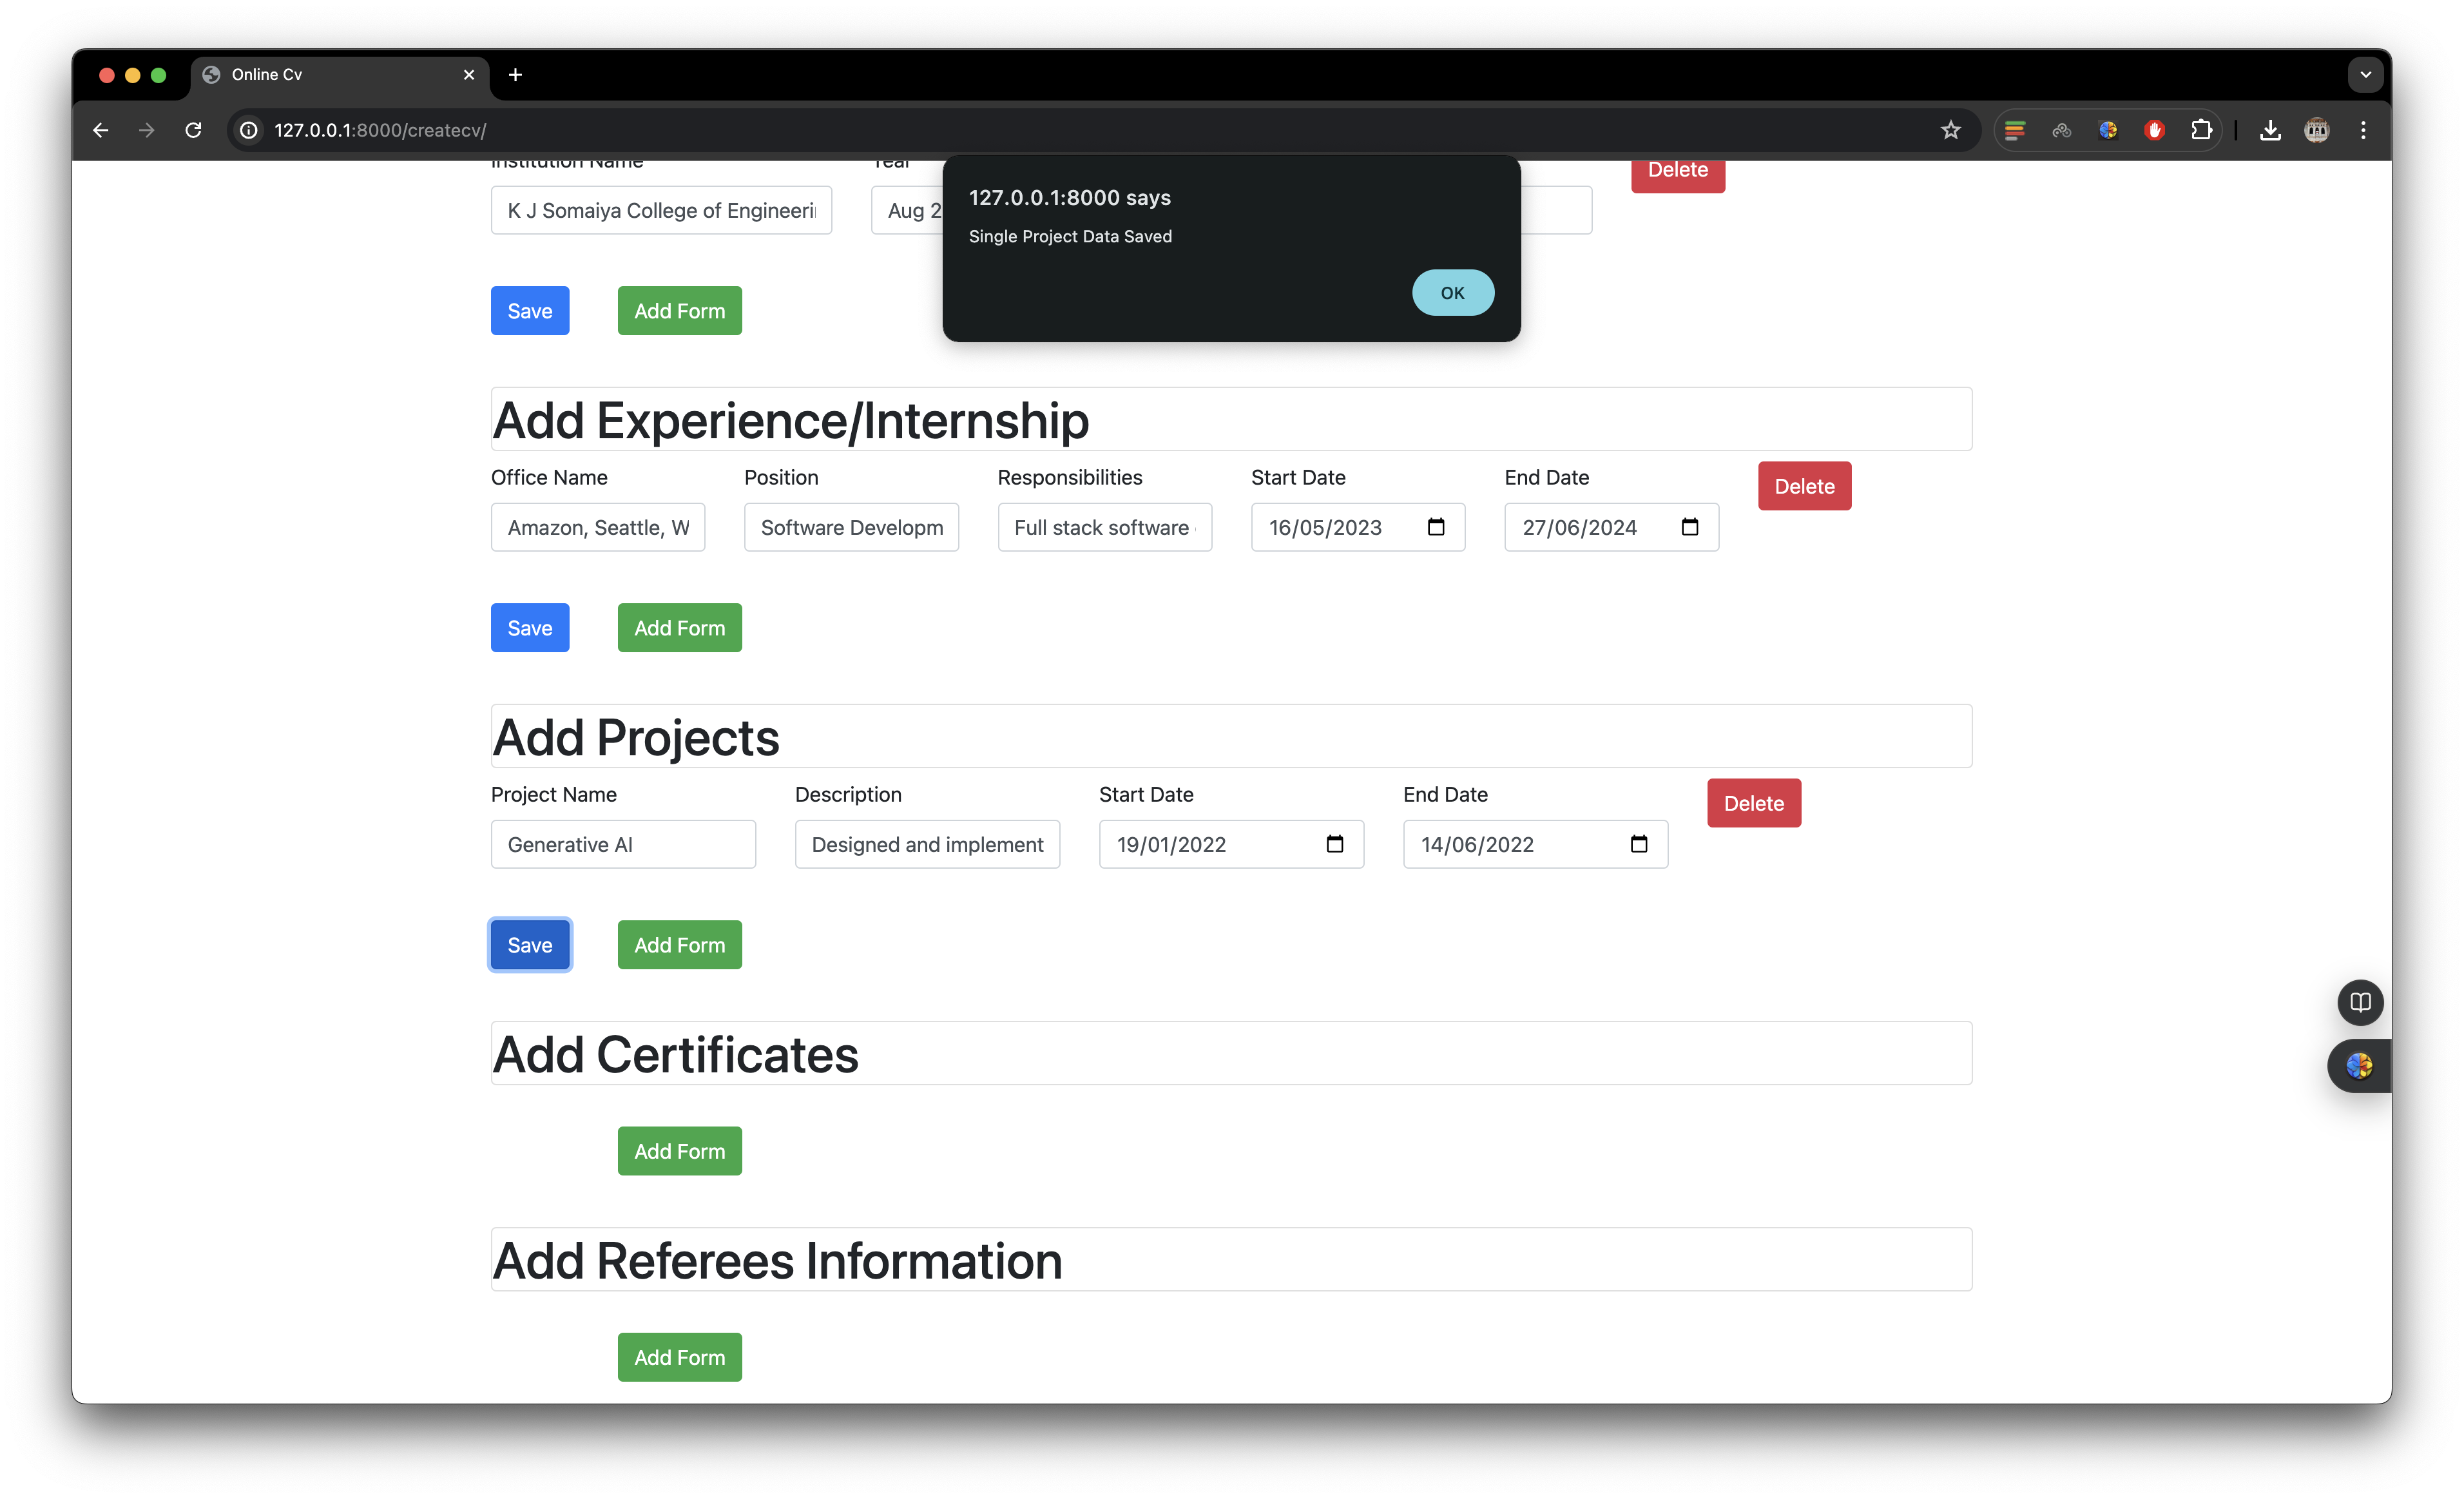 Online Cv
127.0.0.1:8000/createcv/
127.0.0.1:8000 says
Single Project Data Saved
OK
Institution Name Year Delete
K J Somaiya College of Engineeri Aug 2
Save Add Form
Add Experience/Internship
Office Name Position Responsibilities Start Date End Date Delete
Amazon, Seattle, W Software Developm Full stack software 16/05/2023 27/06/2024
Save Add Form
Add Projects
Project Name Description Start Date End Date Delete
Generative AI Designed and implement 19/01/2022 14/06/2022
Save Add Form
Add Certificates
Add Form
Add Referees Information
Add Form